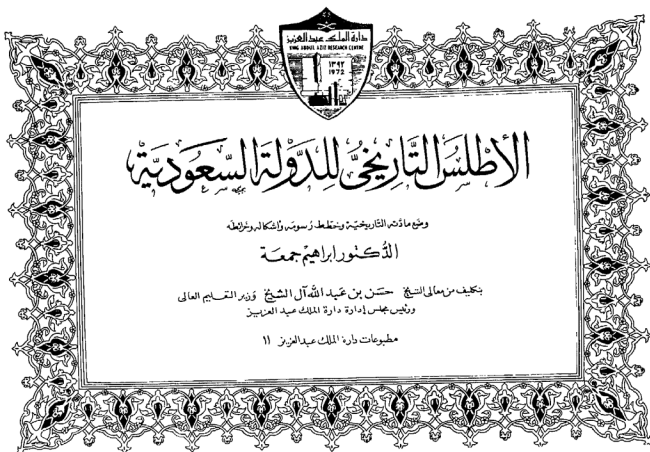 دارة الملك عبد العزيز
KING ABDUL AZIZ RESEARCH CENTRE
١٣٩٢
1972
الأطلس التاريخي للدولة السعودية
وضع مادته التاريخية وخطط رسومه وأشكاله وخرائطه
الدكتور ابراهيم جمعة
بتكليف من معالي الشيخ حسن بن عبد الله آل الشيخ وزير التعليم العالى
ورئيس مجلس إدارة دارة الملك عبد العزيز
مطبوعات دارة الملك عبد العزيز ١١